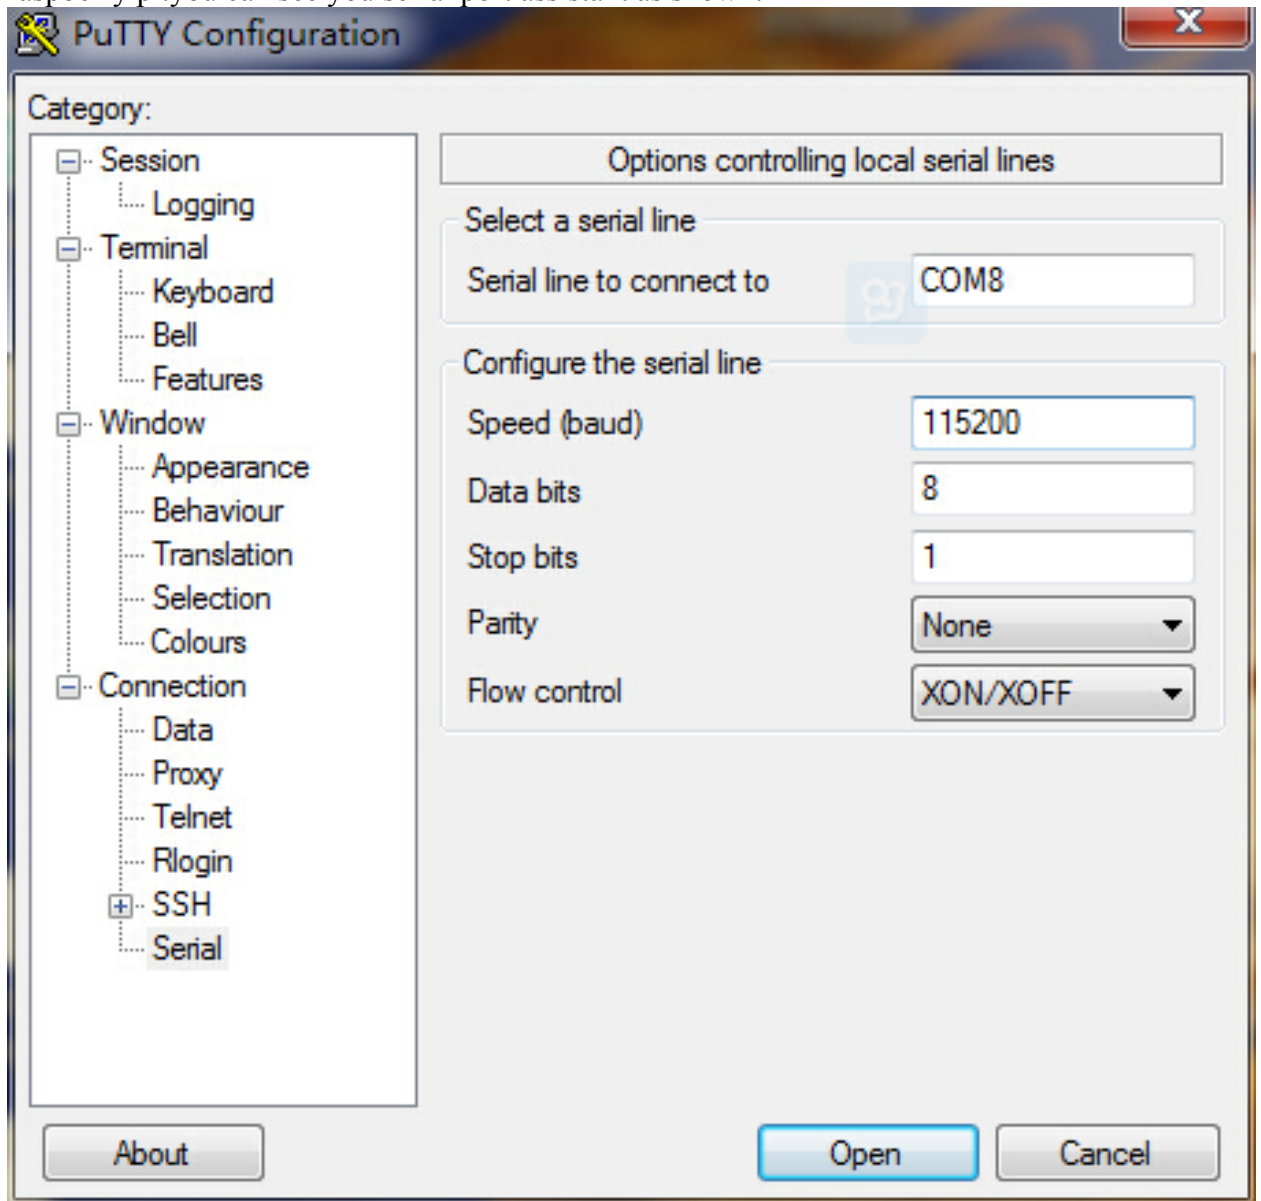 PuTTY Configuration
x
Category:
Session
Logging
Terminal
Keyboard
Bell
Features
Window
Appearance
Behaviour
Translation
Selection
Colours
Connection
Data
Proxy
Telnet
Rlogin
SSH
Serial
Options controlling local serial lines
Select a serial line
Serial line to connect to COM8
Configure the serial line
Speed (baud) 115200
Data bits 8
Stop bits 1
Parity None
Flow control XON/XOFF
About Open Cancel